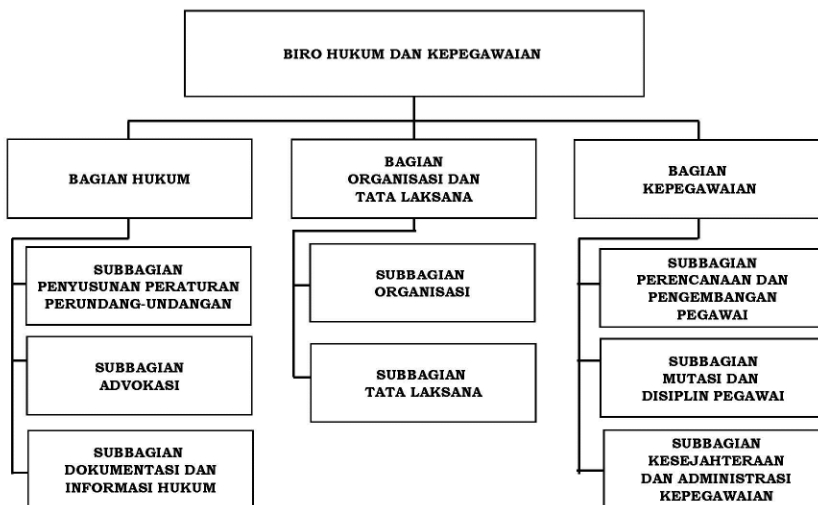 BIRO HUKUM DAN KEPEGAWAIAN
BAGIAN HUKUM
BAGIAN
ORGANISASI DAN
TATA LAKSANA
BAGIAN
KEPEGAWAIAN
SUBBAGIAN
PENYUSUNAN PERATURAN
PERUNDANG-UNDANGAN
SUBBAGIAN
ORGANISASI
SUBBAGIAN
PERENCANAAN DAN
PENGEMBANGAN
PEGAWAI
SUBBAGIAN
ADVOKASI
SUBBAGIAN
TATA LAKSANA
SUBBAGIAN
MUTASI DAN
DISIPLIN PEGAWAI
SUBBAGIAN
DOKUMENTASI DAN
INFORMASI HUKUM
SUBBAGIAN
KESEJAHTERAAN
DAN ADMINISTRASI
KEPEGAWAIAN